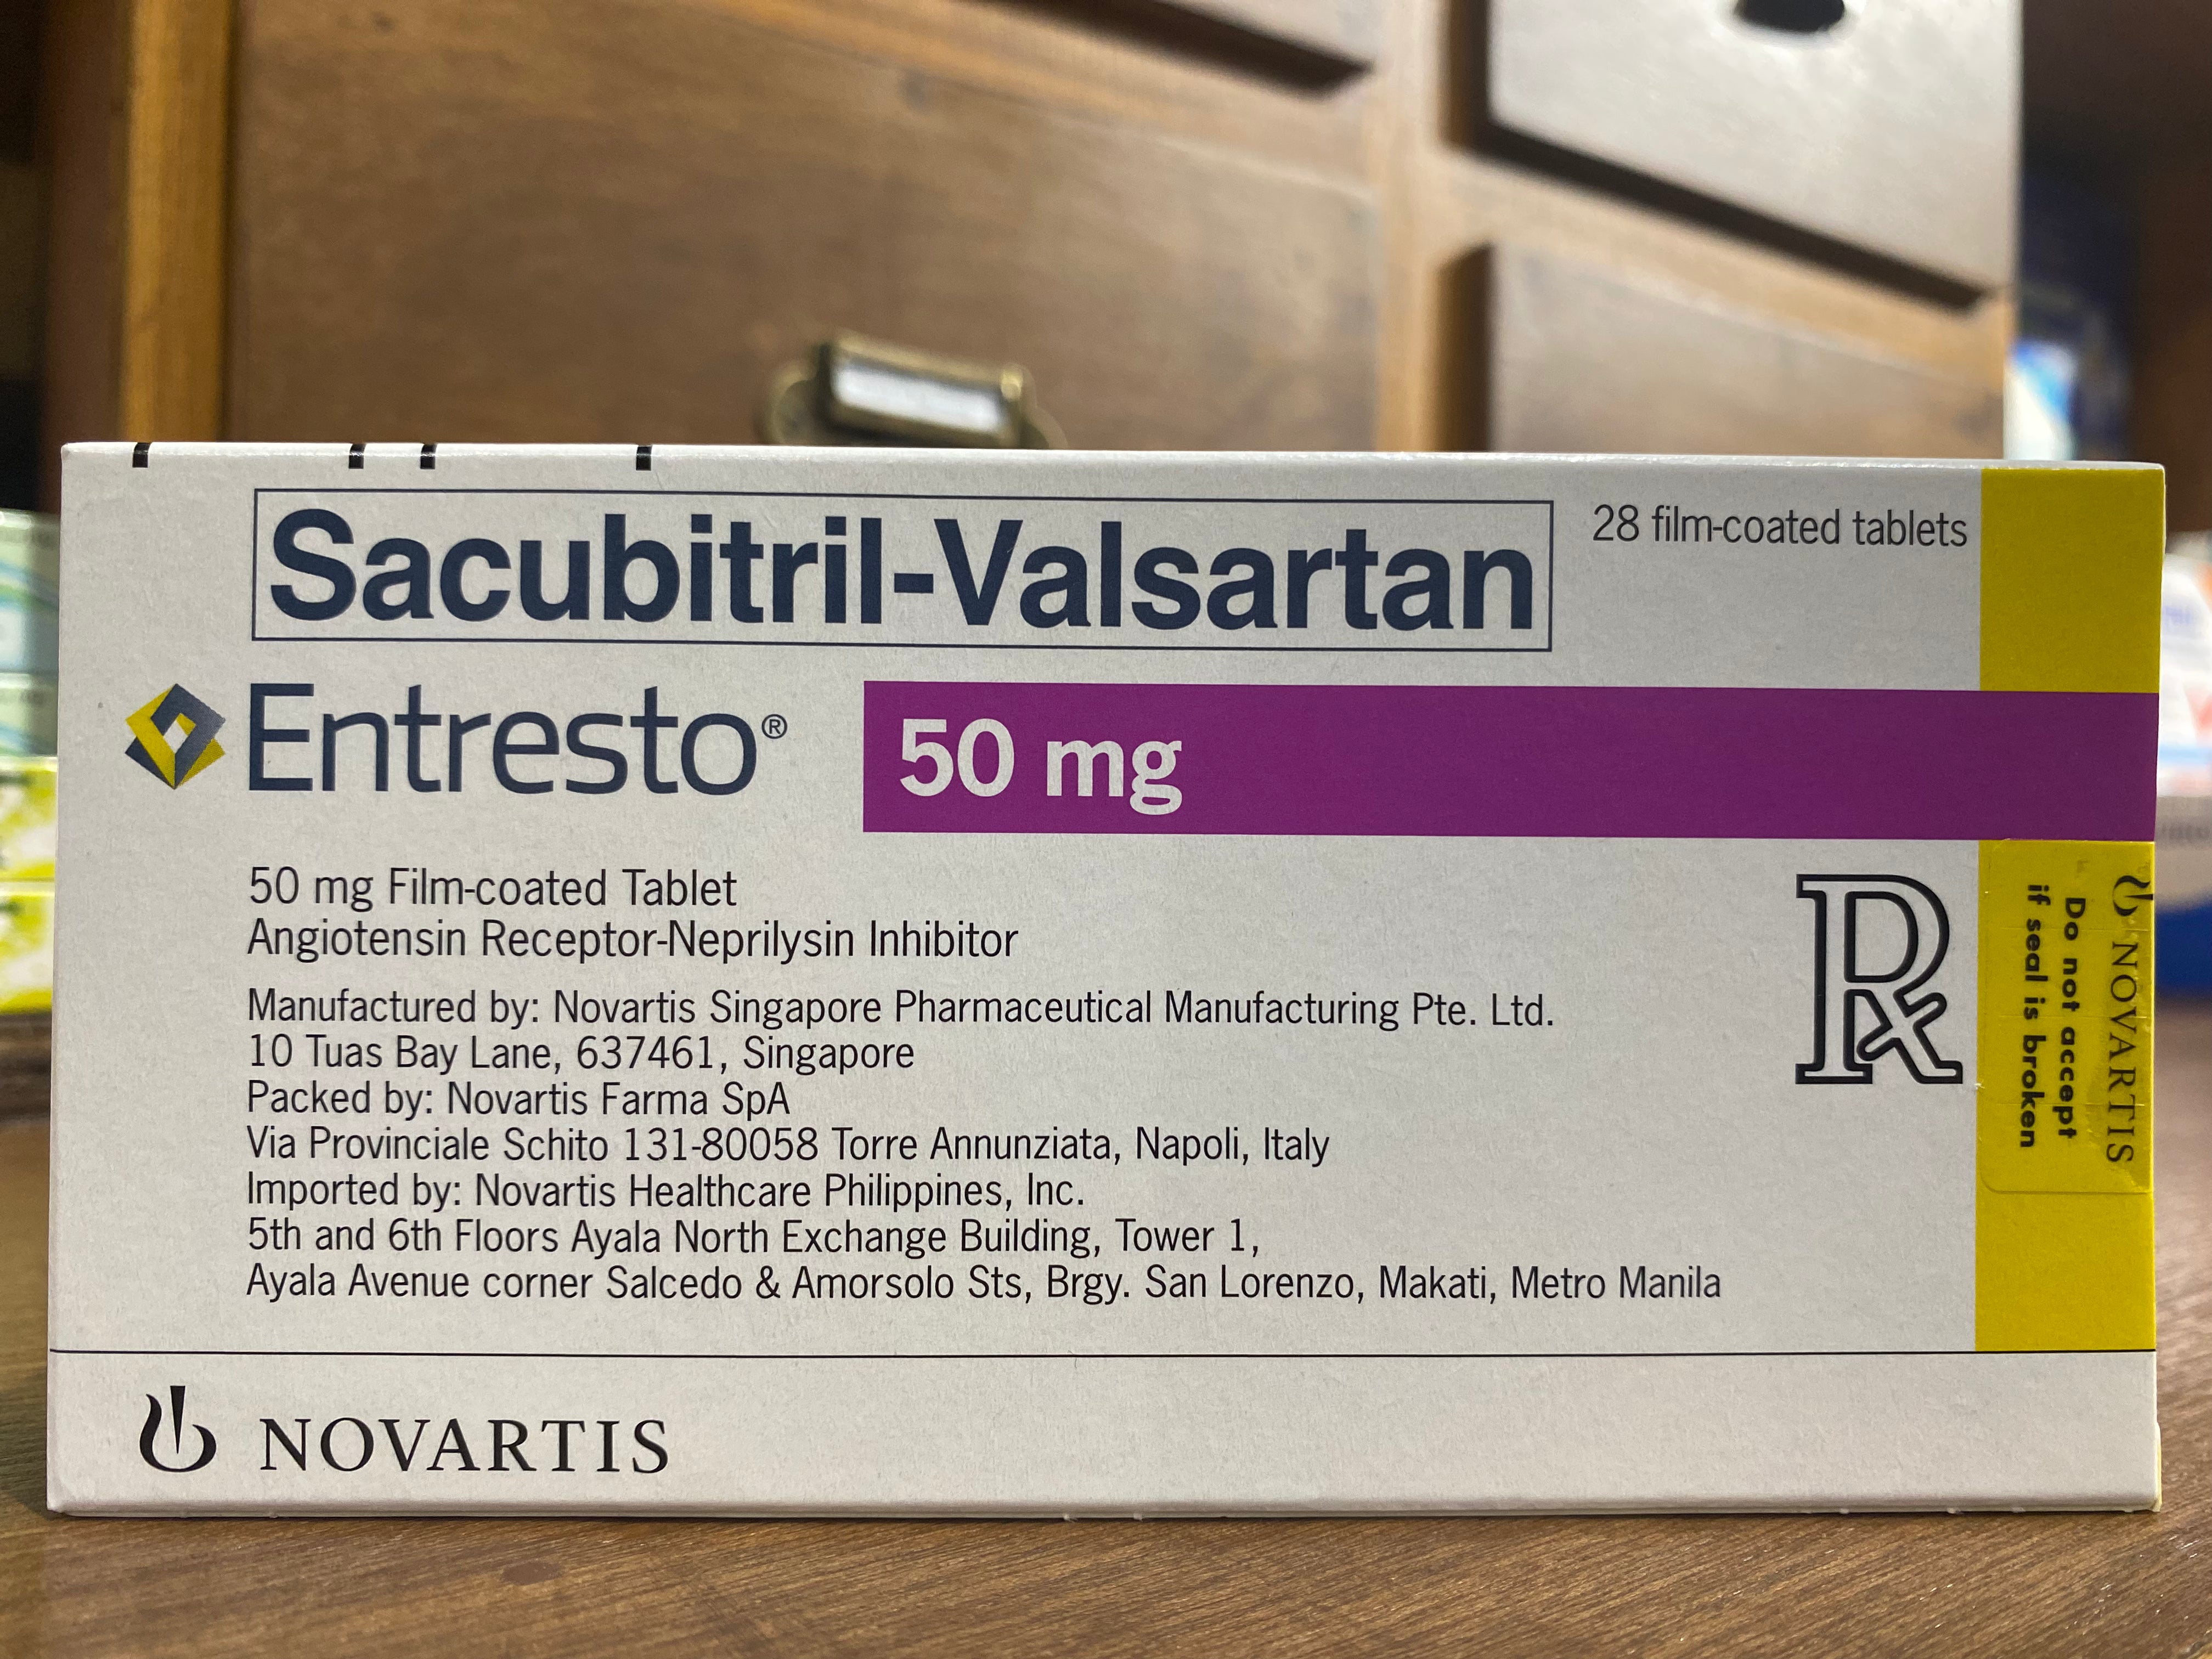 Sacubitril-Valsartan
28 film-coated tablets
Entresto®
50 mg
50 mg Film-coated Tablet
Angiotensin Receptor-Neprilysin Inhibitor
Manufactured by: Novartis Singapore Pharmaceutical Manufacturing Pte. Ltd.
10 Tuas Bay Lane, 637461, Singapore
Packed by: Novartis Farma SpA
Via Provinciale Schito 131-80058 Torre Annunziata, Napoli, Italy
Imported by: Novartis Healthcare Philippines, Inc.
5th and 6th Floors Ayala North Exchange Building, Tower 1,
Ayala Avenue corner Salcedo & Amorsolo Sts, Brgy. San Lorenzo, Makati, Metro Manila
Rx
NOVARTIS
Do not accept
if seal is broken
NOVARTIS